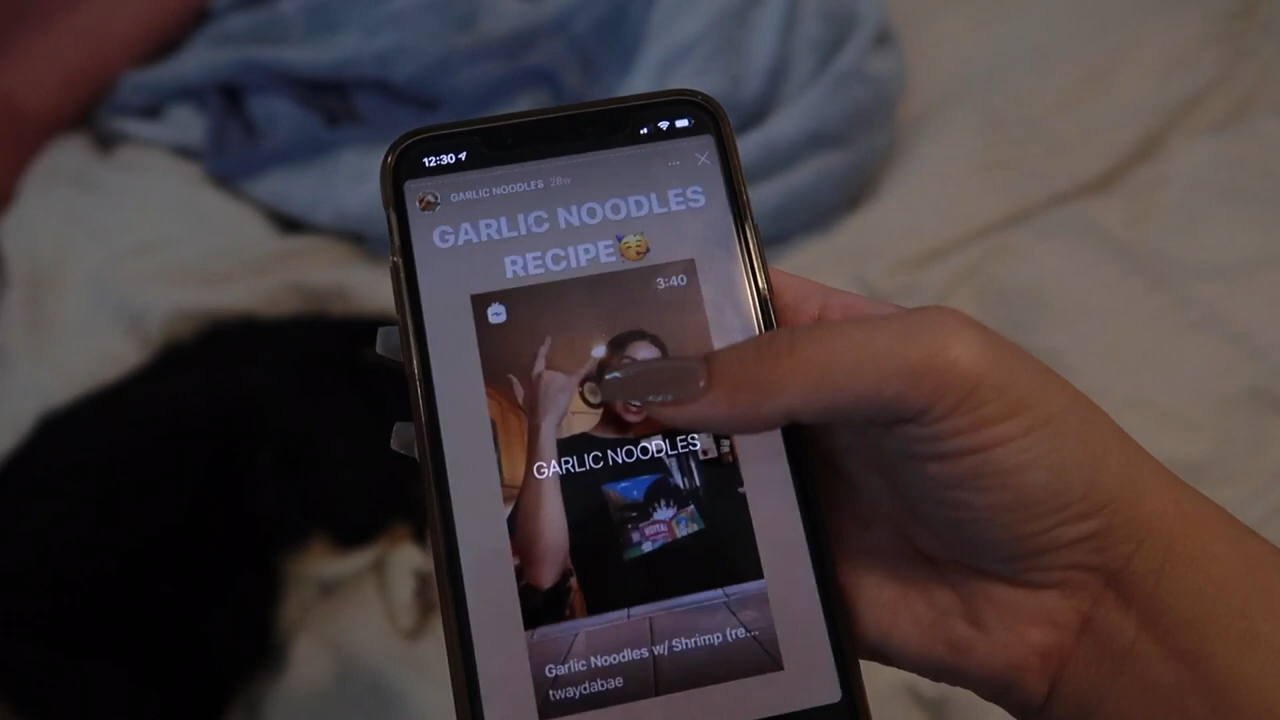 12:30
GARLIC NOODLES 28w
GARLIC NOODLES
RECIPE🥳
3:40
GARLIC NOODLES
Garlic Noodles w/ Shrimp (re...
twaydabae